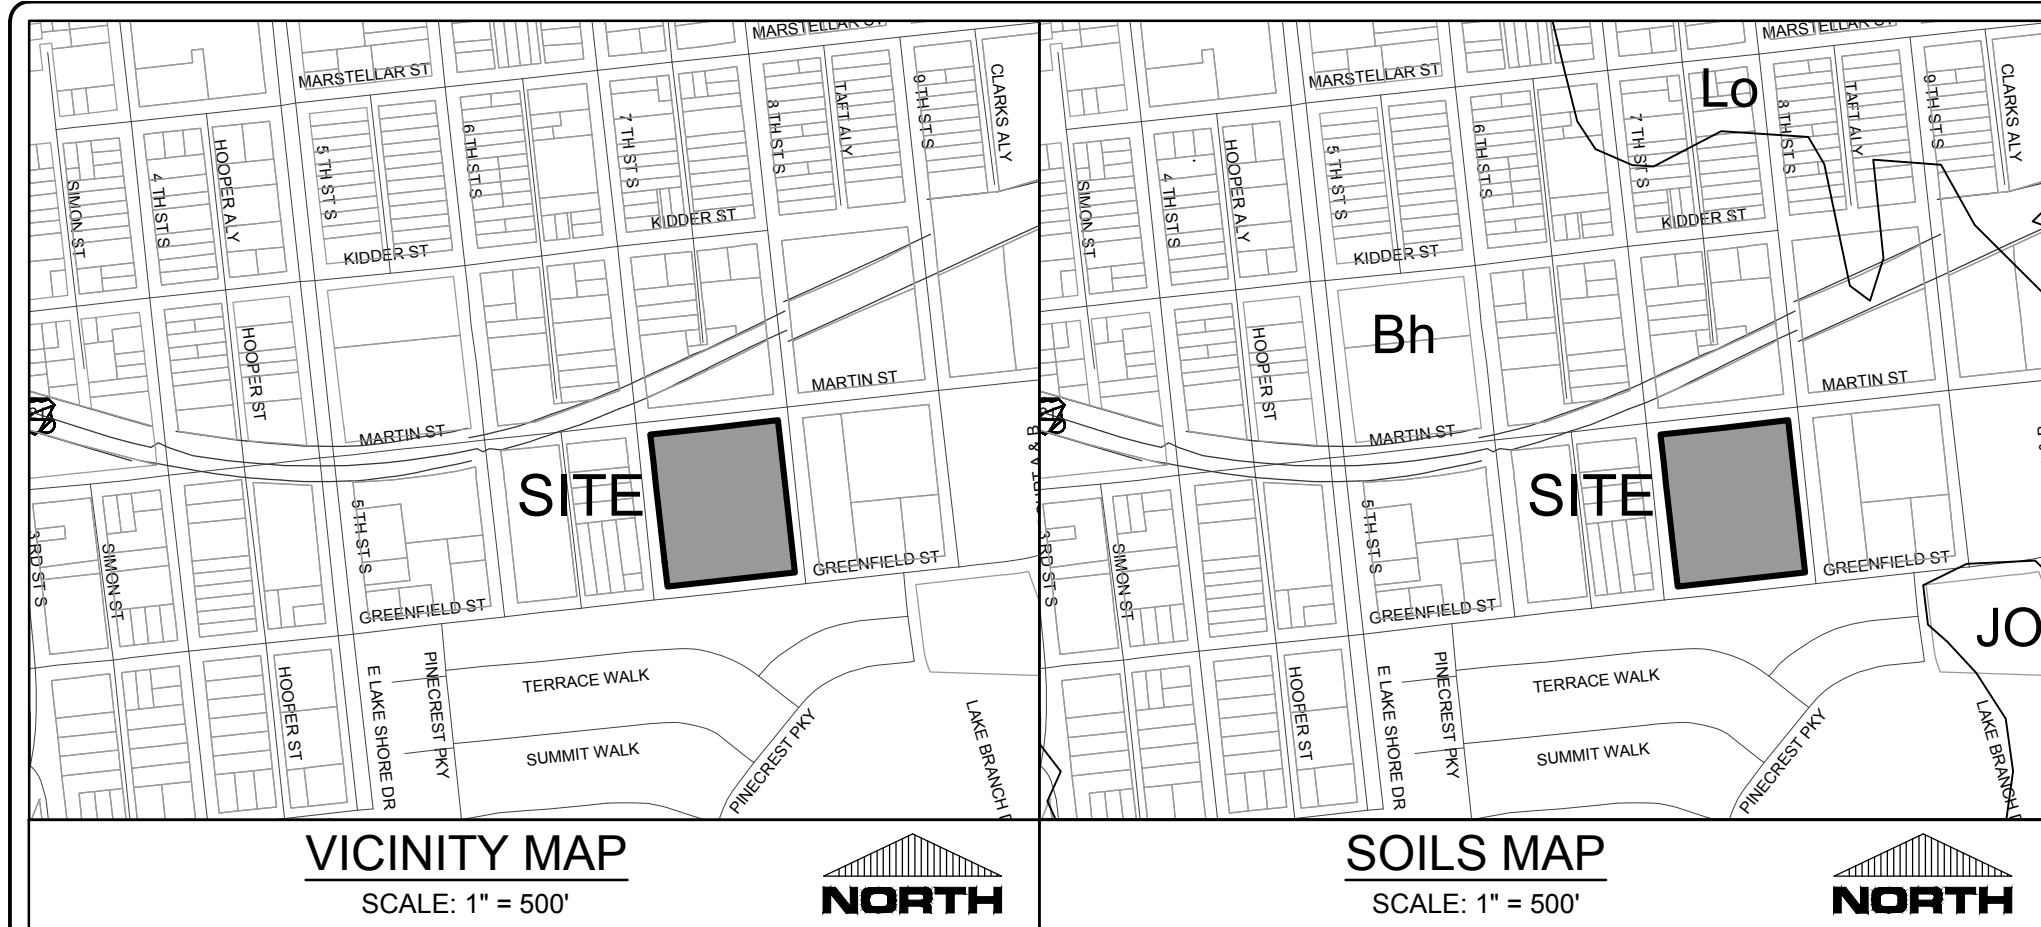 MARSTELLAR ST
MARSTELLAR ST
CLARKS ALY
9 TH ST S
TAFT ALY
8 TH ST S
7 TH ST S
6 TH ST S
5 TH ST S
HOOPER ALY
4 TH ST S
SIMON ST
KIDDER ST
KIDDER ST
HOOPER ST
MARTIN ST
MARTIN ST
SITE
5 TH ST S
3 RD ST S
SIMON ST
GREENFIELD ST
GREENFIELD ST
HOOPER ST
E LAKE SHORE DR
PINECREST PKY
TERRACE WALK
SUMMIT WALK
PINECREST PKY
LAKE BRANCH
VICINITY MAP
SCALE: 1" = 500'
NORTH
MARSTELLAR ST
MARSTELLAR ST
Lo
CLARKS ALY
9 TH ST S
TAFT ALY
8 TH ST S
7 TH ST S
6 TH ST S
5 TH ST S
HOOPER ALY
4 TH ST S
SIMON ST
KIDDER ST
KIDDER ST
Bh
HOOPER ST
MARTIN ST
MARTIN ST
A & B
SITE
5 TH ST S
3 RD ST S
SIMON ST
GREENFIELD ST
GREENFIELD ST
JO
HOOPER ST
E LAKE SHORE DR
PINECREST PKY
TERRACE WALK
SUMMIT WALK
PINECREST PKY
LAKE BRANCH
SOILS MAP
SCALE: 1" = 500'
NORTH